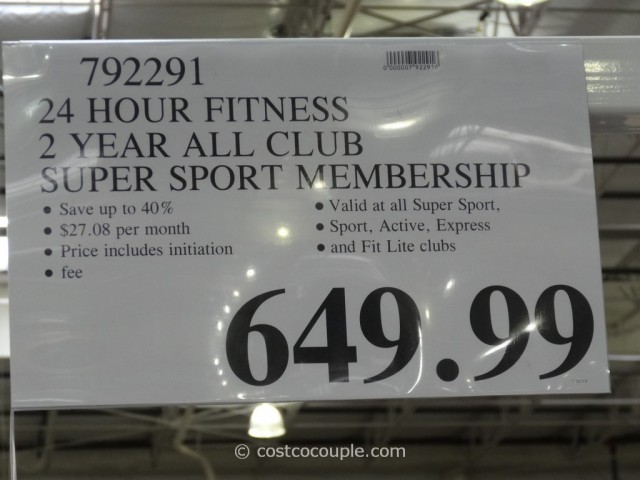 792291
24 HOUR FITNESS
2 YEAR ALL CLUB
SUPER SPORT MEMBERSHIP
• Save up to 40%
• $27.08 per month
• Price includes initiation
• fee
• Valid at all Super Sport,
• Sport, Active, Express
• and Fit Lite clubs
649.99
© costcocouple.com